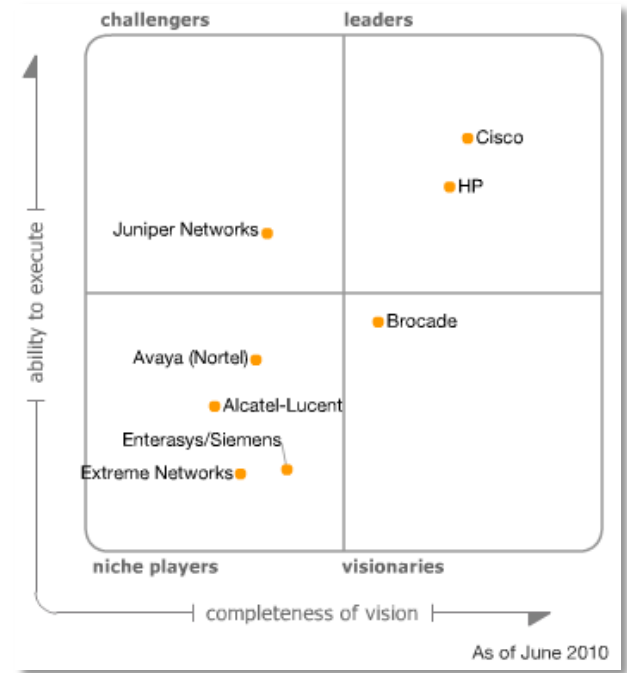 challengers
leaders
Cisco
HP
Juniper Networks
ability to execute
Brocade
Avaya (Nortel)
Alcatel-Lucent
Enterasys/Siemens
Extreme Networks
niche players
visionaries
completeness of vision
As of June 2010